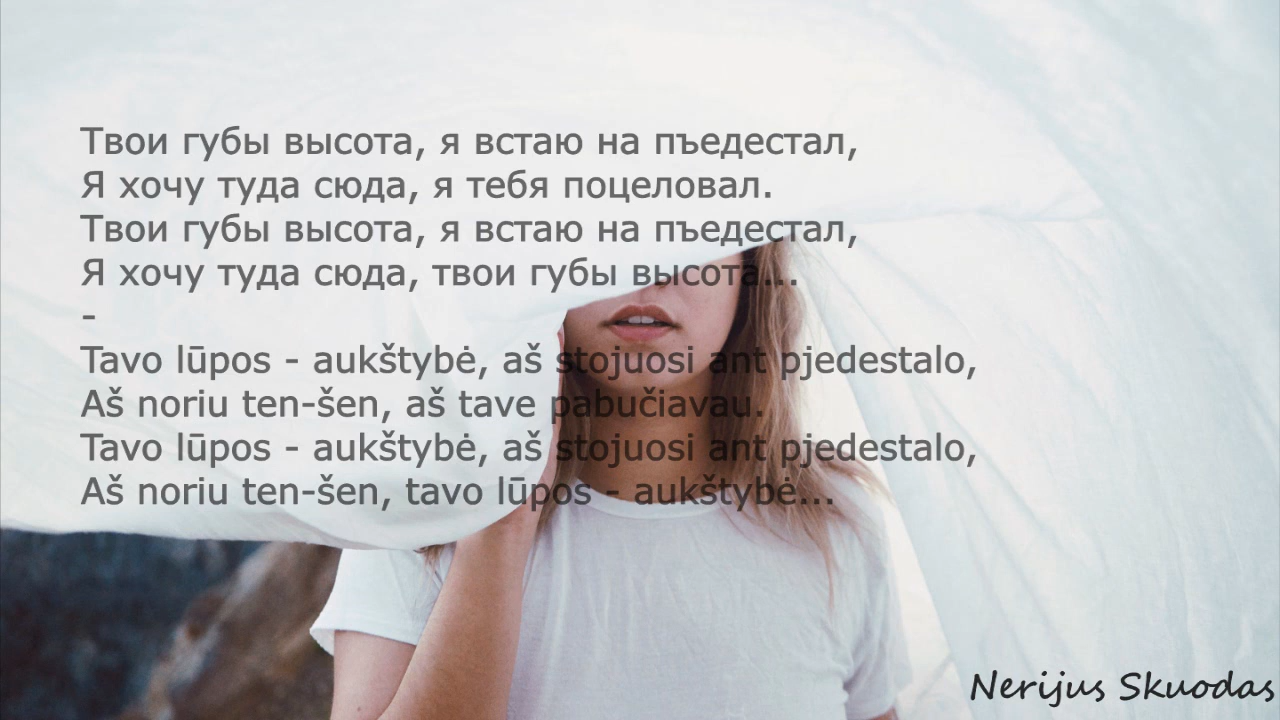 Твои губы высота, я встаю на пъедестал,
Я хочу туда сюда, я тебя поцеловал.
Твои губы высота, я встаю на пъедестал,
Я хочу туда сюда, твои губы высота...
-
Tavo lūpos - aukštybė, aš stojuosi ant pjedestalo,
Aš noriu ten-šen, aš tave pabučiavau.
Tavo lūpos - aukštybė, aš stojuosi ant pjedestalo,
Aš noriu ten-šen, tavo lūpos - aukštybė...
Nerijus Skuodas